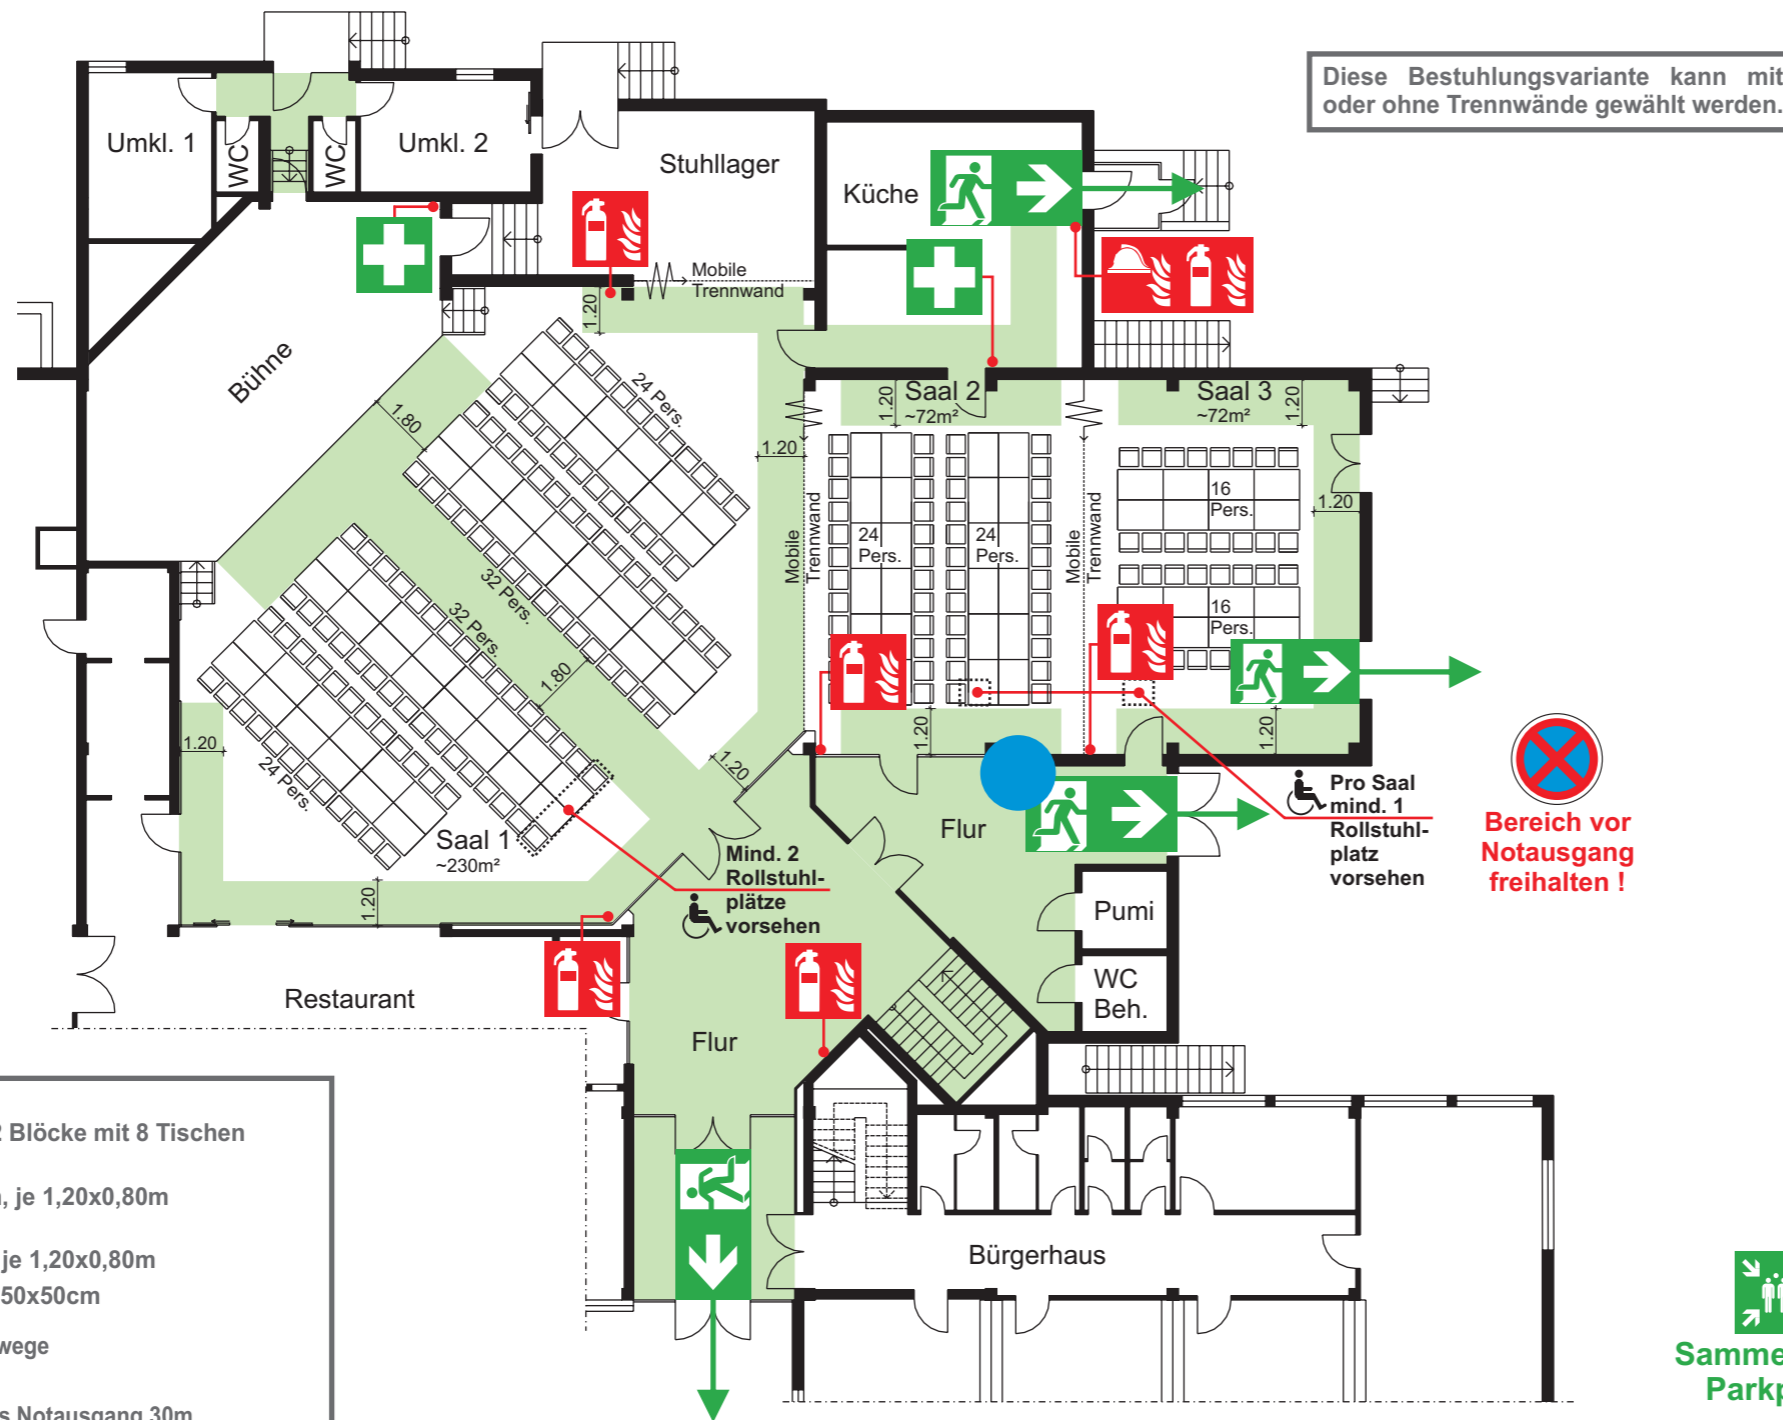 Diese Bestuhlungsvariante kann mit
oder ohne Trennwände gewählt werden.
Umkl. 1
WC
WC
Umkl. 2
Stuhllager
Küche
Mobile
Trennwand
1.20
Bühne
1.80
24 Pers.
32 Pers.
1.20
Mobile
Trennwand
Saal 2
~72m²
1.20
24
Pers.
24
Pers.
Mobile
Trennwand
Saal 3
~72m²
1.20
16
Pers.
1.20
16
Pers.
32 Pers.
1.80
24 Pers.
1.20
1.20
1.20
1.20
1.20
Saal 1
~230m²
1.20
Mind. 2
Rollstuhl-
plätze
vorsehen
Flur
Pro Saal
mind. 1
Rollstuhl-
platz
vorsehen
Bereich vor
Notausgang
freihalten !
Pumi
WC
Beh.
Restaurant
Flur
Bürgerhaus
2 Blöcke mit 8 Tischen
, je 1,20x0,80m
je 1,20x0,80m
50x50cm
wege
s Notausgang 30m